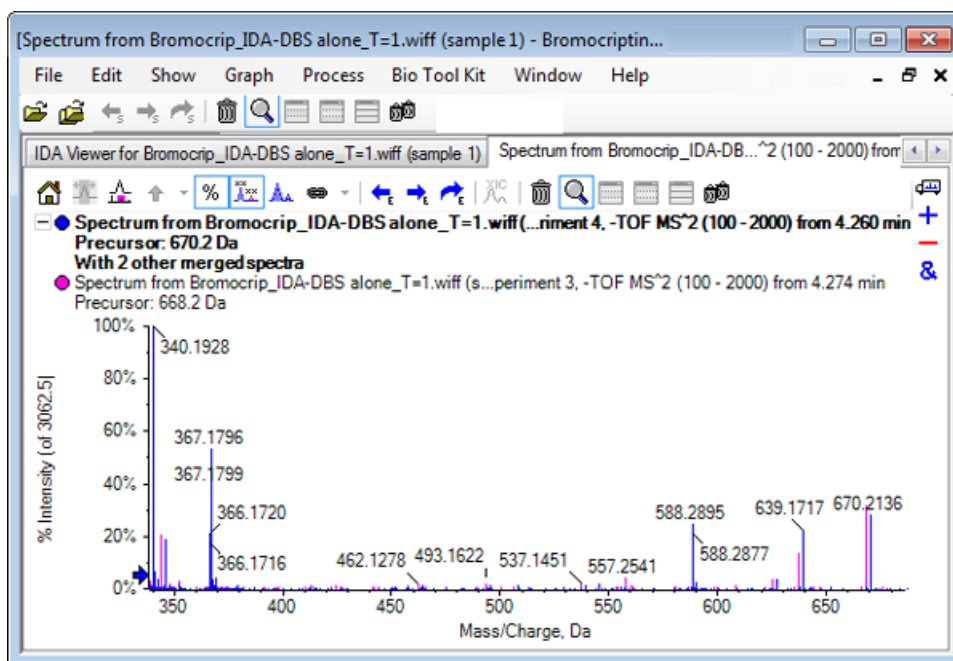 [Spectrum from Bromocrip_IDA-DBS alone_T=1.wiff (sample 1) - Bromocriptin...
File Edit Show Graph Process Bio Tool Kit Window Help
IDA Viewer for Bromocrip_IDA-DBS alone_T=1.wiff (sample 1) Spectrum from Bromocrip_IDA-DB...^2 (100 - 2000) from
% XIC
Spectrum from Bromocrip_IDA-DBS alone_T=1.wiff (...riment 4, -TOF MS^2 (100 - 2000) from 4.260 min
Precursor: 670.2 Da
With 2 other merged spectra
Spectrum from Bromocrip_IDA-DBS alone_T=1.wiff (s...periment 3, -TOF MS^2 (100 - 2000) from 4.274 min
Precursor: 668.2 Da
100%
340.1928
80%
% Intensity (of 3062.5)
60%
367.1796
367.1799
40%
366.1720
588.2895
639.1717
670.2136
20%
366.1716
462.1278
493.1622
537.1451
557.2541
588.2877
0%
350 400 450 500 550 600 650
Mass/Charge, Da